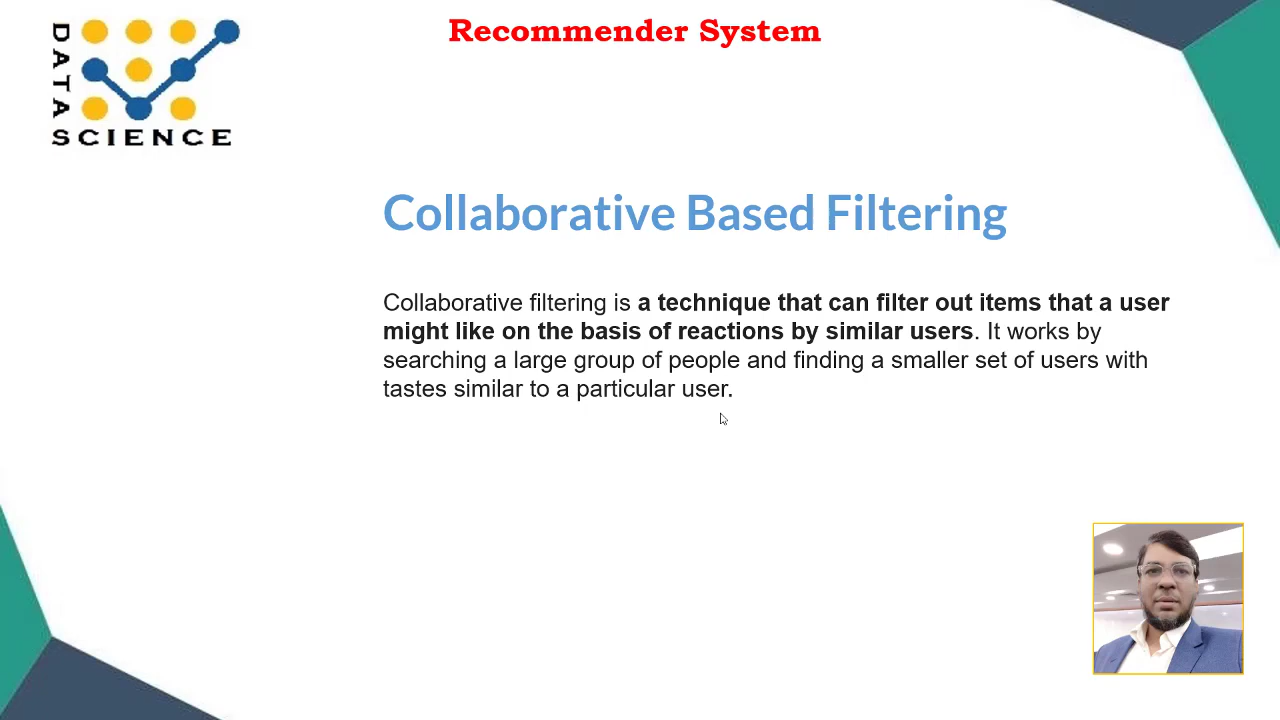 DATA
SCIENCE
Recommender System
Collaborative Based Filtering
Collaborative filtering is a technique that can filter out items that a user
might like on the basis of reactions by similar users. It works by
searching a large group of people and finding a smaller set of users with
tastes similar to a particular user.